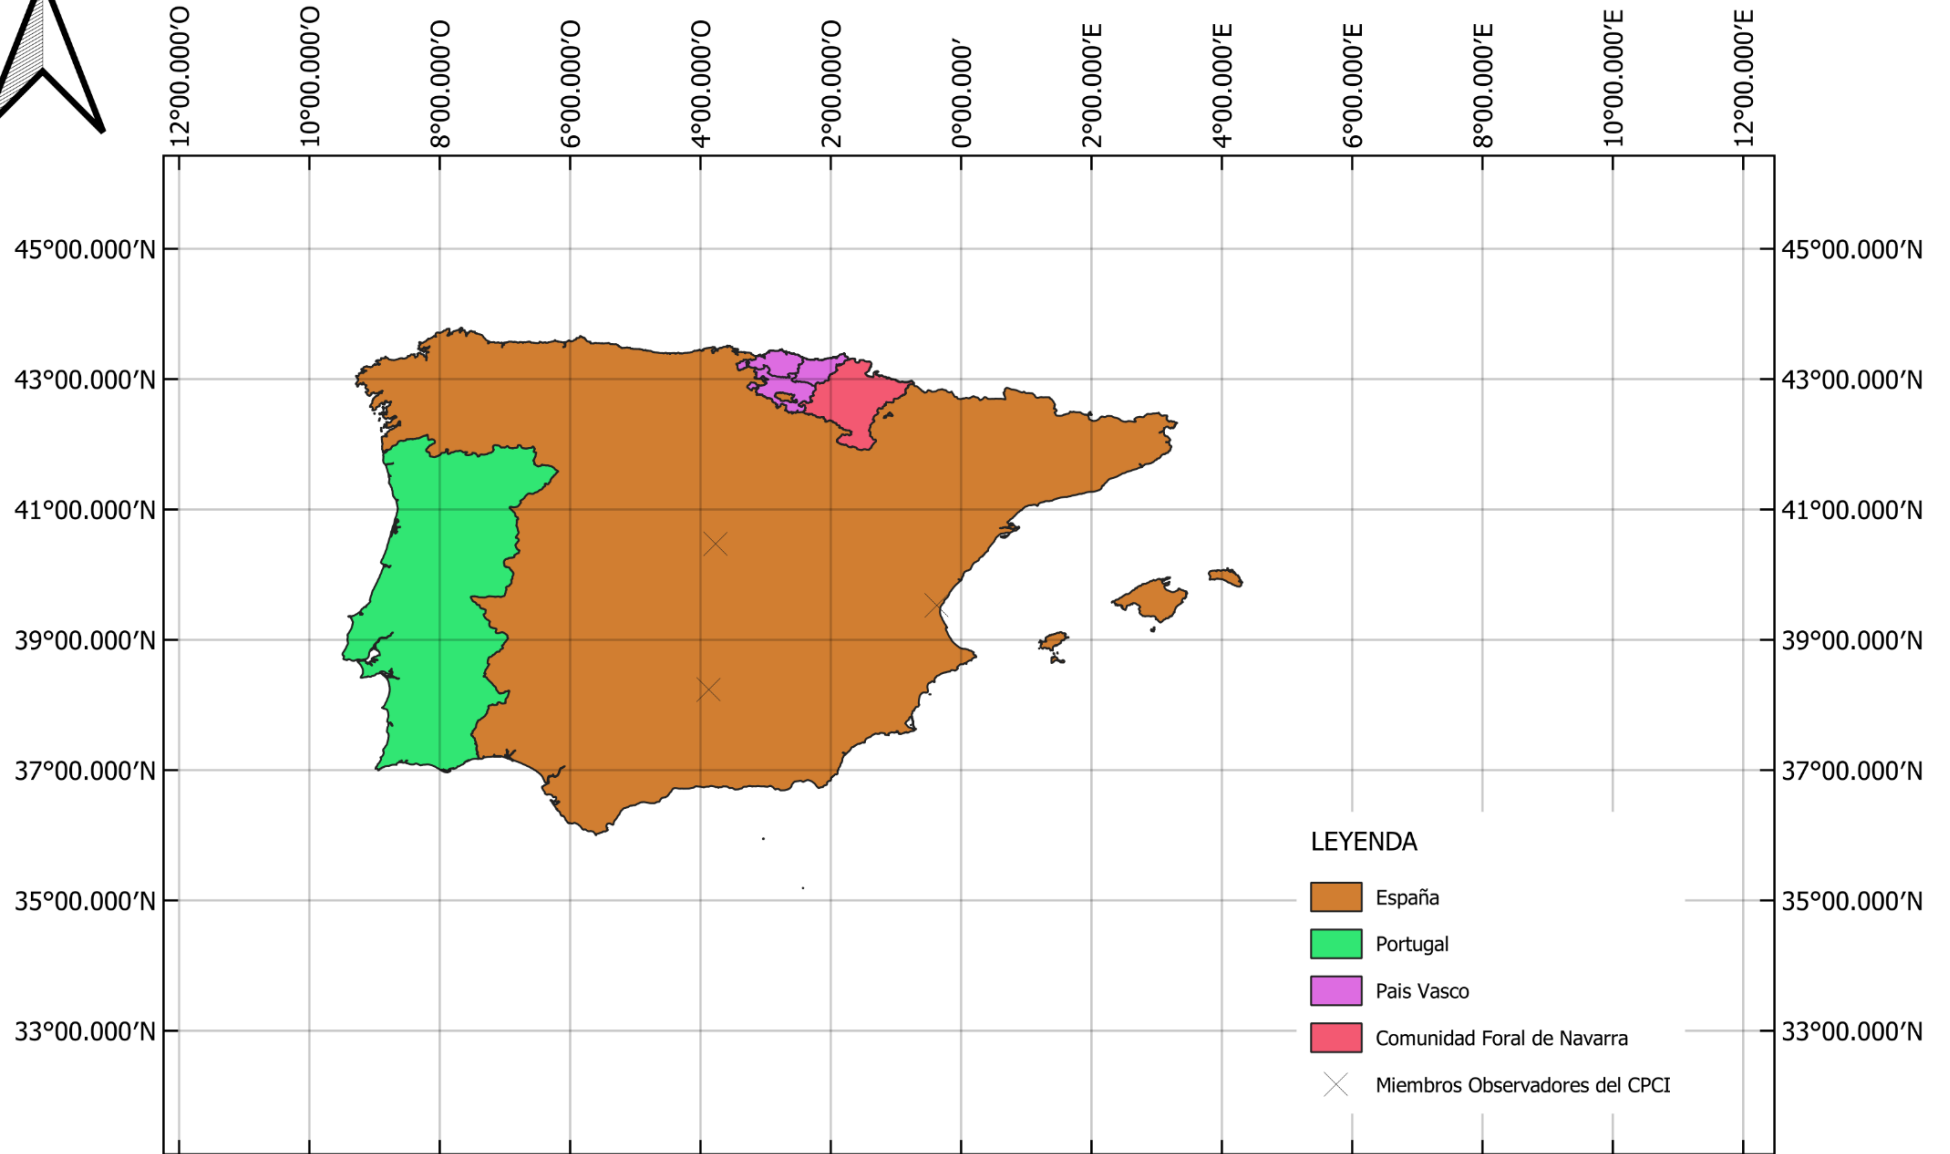 12°00.000'O
10°00.000'O
8°00.000'O
6°00.000'O
4°00.000'O
2°00.000'O
0°00.000'
2°00.000'E
4°00.000'E
6°00.000'E
8°00.000'E
10°00.000'E
12°00.000'E
45°00.000'N
45°00.000'N
43°00.000'N
43°00.000'N
41°00.000'N
41°00.000'N
39°00.000'N
39°00.000'N
37°00.000'N
37°00.000'N
35°00.000'N
35°00.000'N
33°00.000'N
33°00.000'N
LEYENDA
España
Portugal
Pais Vasco
Comunidad Foral de Navarra
Miembros Observadores del CPCI